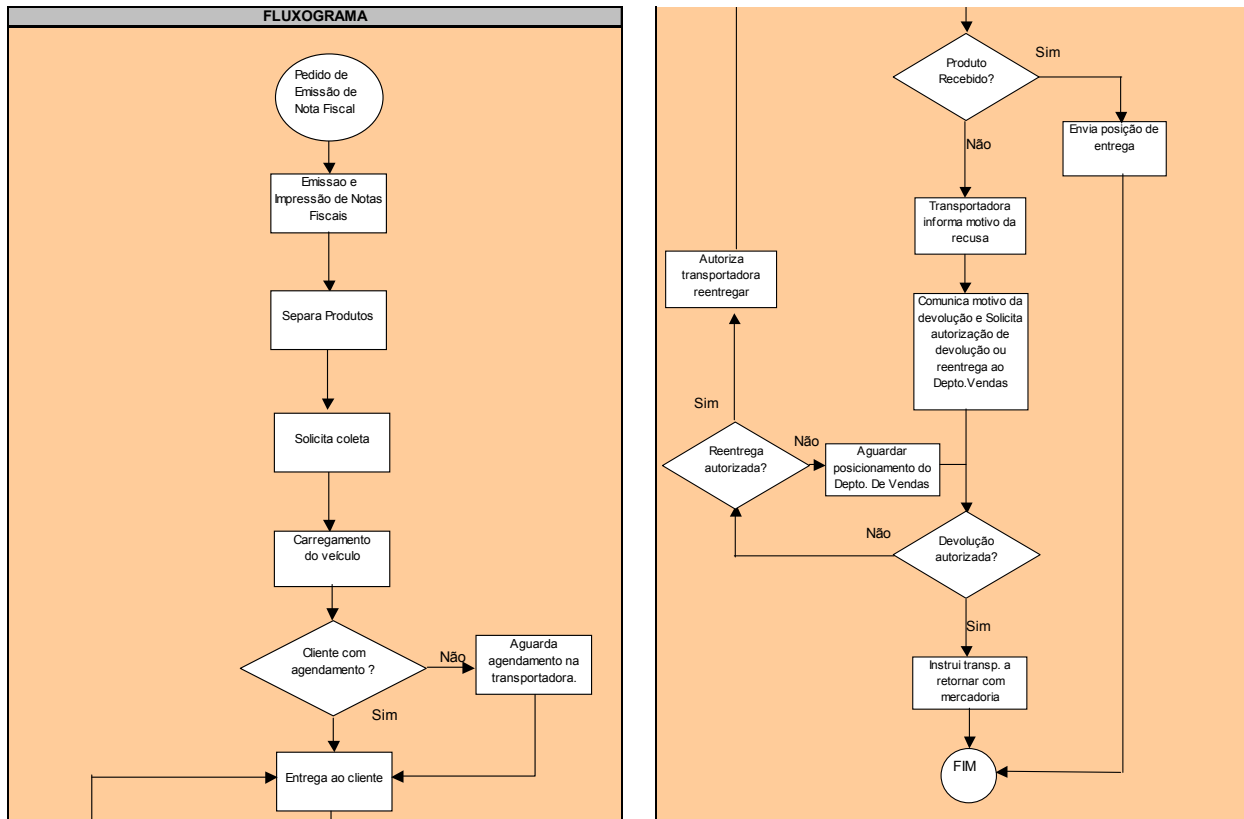 FLUXOGRAMA
Pedido de
Emissão de
Nota Fiscal
Emissao e
Impressão de Notas
Fiscais
Separa Produtos
Solicita coleta
Carregamento
do veículo
Cliente com
agendamento ?
Não
Aguarda
agendamento na
transportadora.
Sim
Entrega ao cliente
Produto
Recebido?
Sim
Envia posição de
entrega
Não
Transportadora
informa motivo da
recusa
Autoriza
transportadora
reentregar
Comunica motivo da
devolução e Solicita
autorização de
devolução ou
reentrega ao
Depto.Vendas
Sim
Reentrega
autorizada?
Não
Aguardar
posicionamento do
Depto. De Vendas
Não
Devolução
autorizada?
Sim
Instrui transp. a
retornar com
mercadoria
FIM